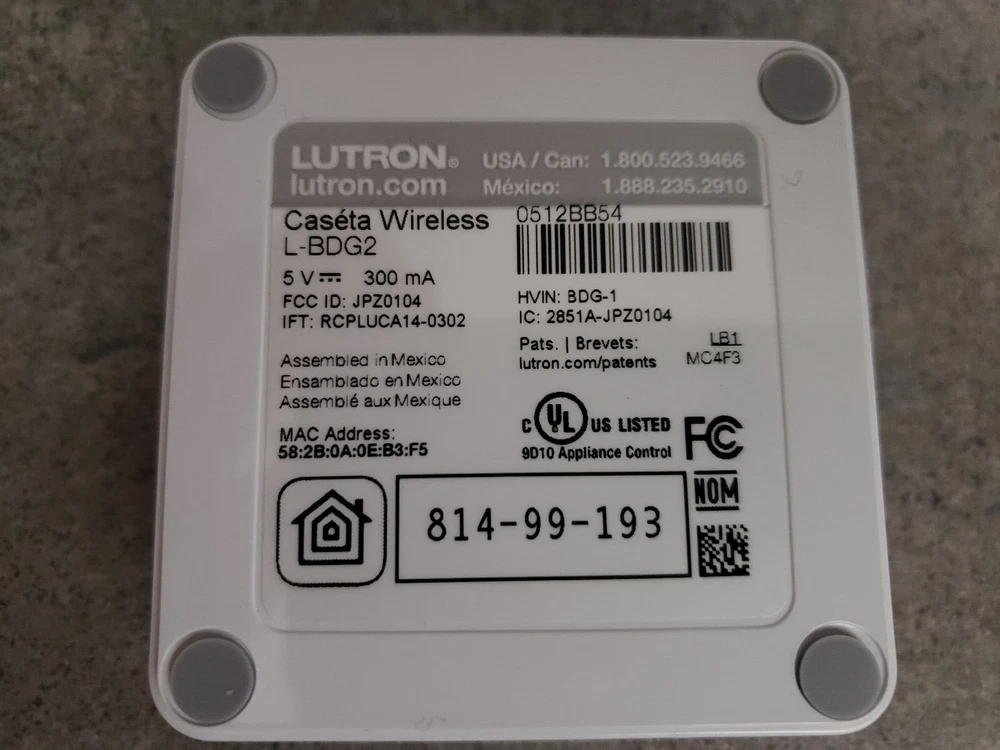 LUTRON® USA / Can: 1.800.523.9466
lutron.com México: 1.888.235.2910
Caséta Wireless
L-BDG2
0512BB54
5 V⎓ 300 mA
FCC ID: JPZ0104
IFT: RCPLUCA14-0302
HVIN: BDG-1
IC: 2851A-JPZ0104
Pats. | Brevets:
lutron.com/patents
LB1
MC4F3
Assembled in Mexico
Ensamblado en Mexico
Assemblé aux Mexique
MAC Address:
58:2B:0A:0E:B3:F5
C UL US LISTED
9D10 Appliance Control
FC
NOM
814-99-193